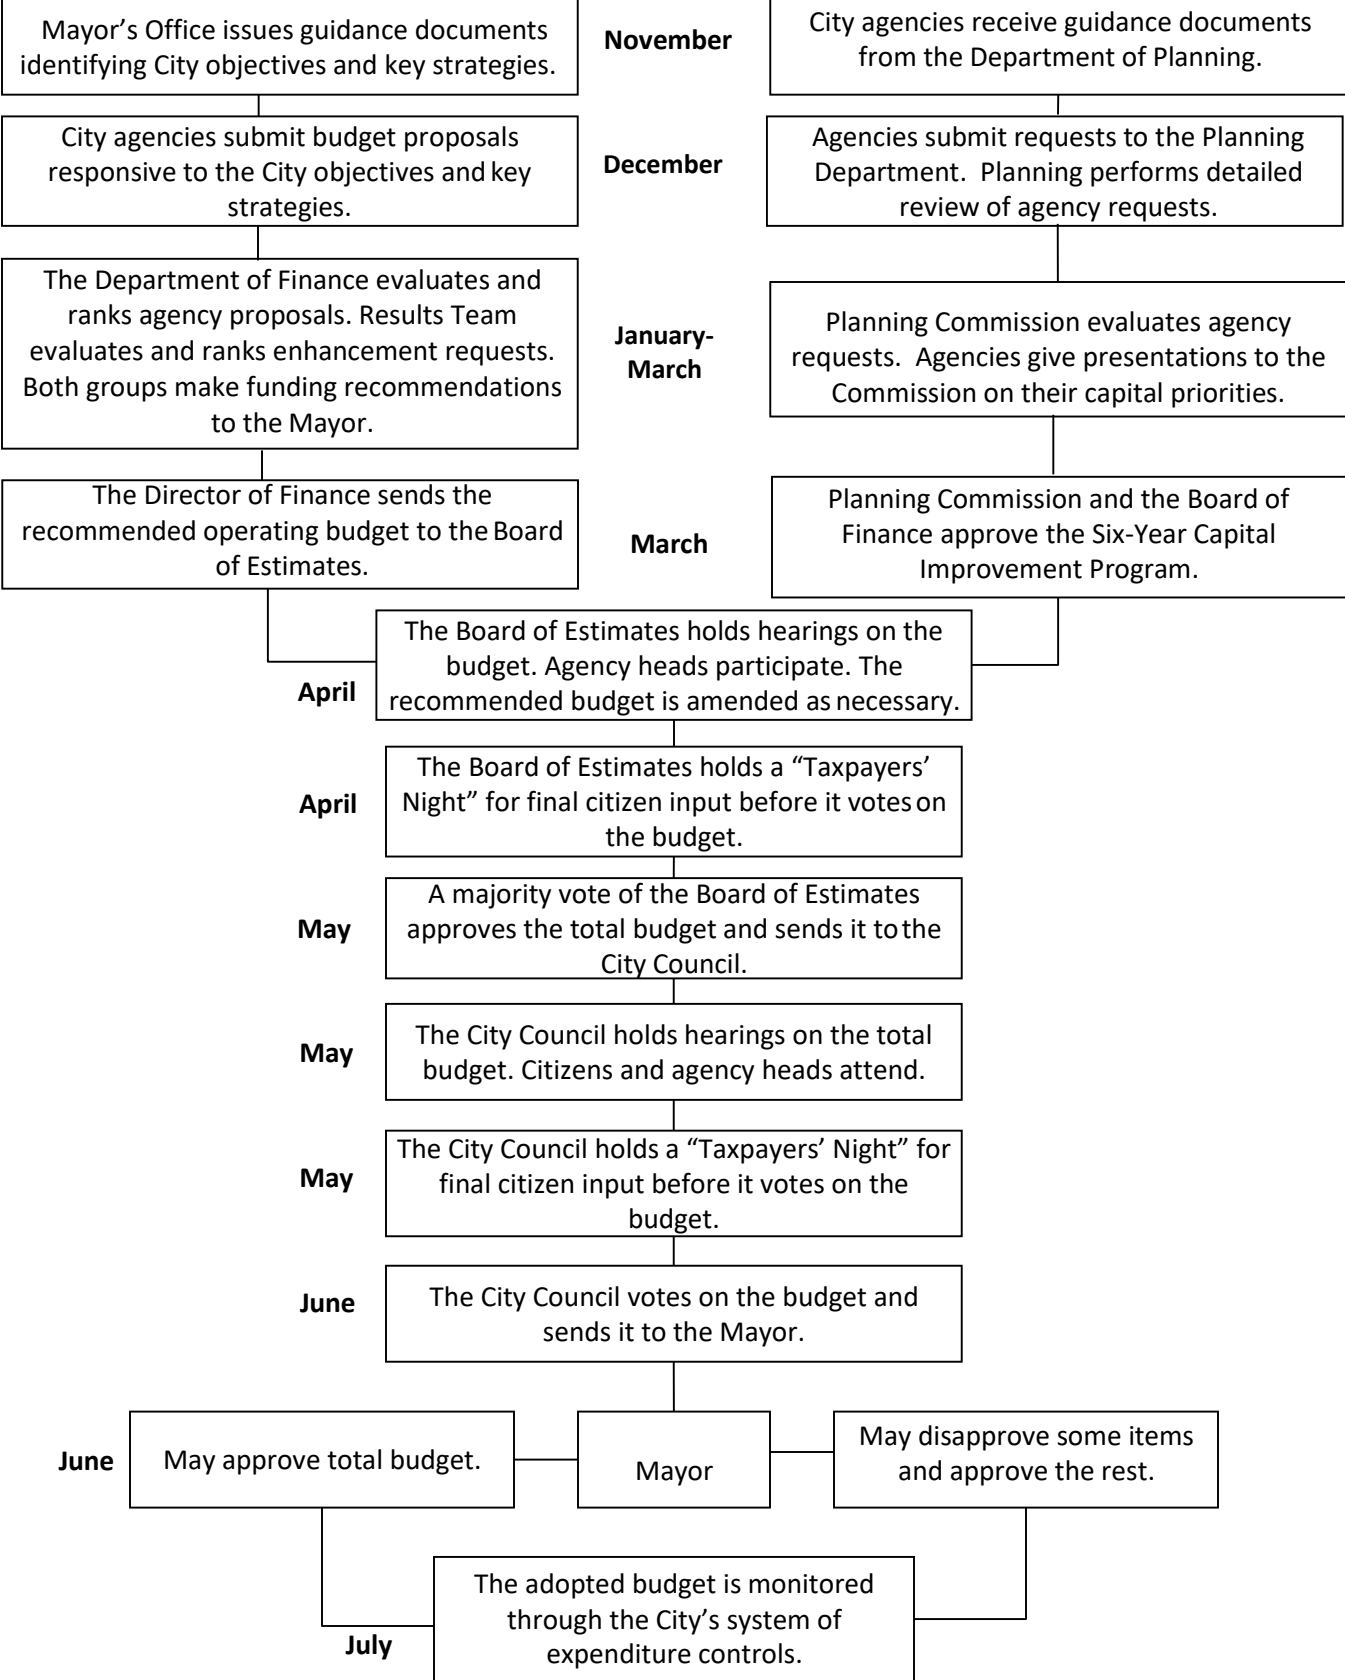 Mayor’s Office issues guidance documents
identifying City objectives and key strategies.
November
City agencies receive guidance documents
from the Department of Planning.
City agencies submit budget proposals
responsive to the City objectives and key
strategies.
December
Agencies submit requests to the Planning
Department. Planning performs detailed
review of agency requests.
The Department of Finance evaluates and
ranks agency proposals. Results Team
evaluates and ranks enhancement requests.
Both groups make funding recommendations
to the Mayor.
January-
March
Planning Commission evaluates agency
requests. Agencies give presentations to the
Commission on their capital priorities.
The Director of Finance sends the
recommended operating budget to the Board
of Estimates.
March
Planning Commission and the Board of
Finance approve the Six-Year Capital
Improvement Program.
April
The Board of Estimates holds hearings on the
budget. Agency heads participate. The
recommended budget is amended as necessary.
April
The Board of Estimates holds a “Taxpayers’
Night” for final citizen input before it votes on
the budget.
May
A majority vote of the Board of Estimates
approves the total budget and sends it to the
City Council.
May
The City Council holds hearings on the total
budget. Citizens and agency heads attend.
May
The City Council holds a “Taxpayers’ Night” for
final citizen input before it votes on the
budget.
June
The City Council votes on the budget and
sends it to the Mayor.
June
May approve total budget.
Mayor
May disapprove some items
and approve the rest.
July
The adopted budget is monitored
through the City’s system of
expenditure controls.